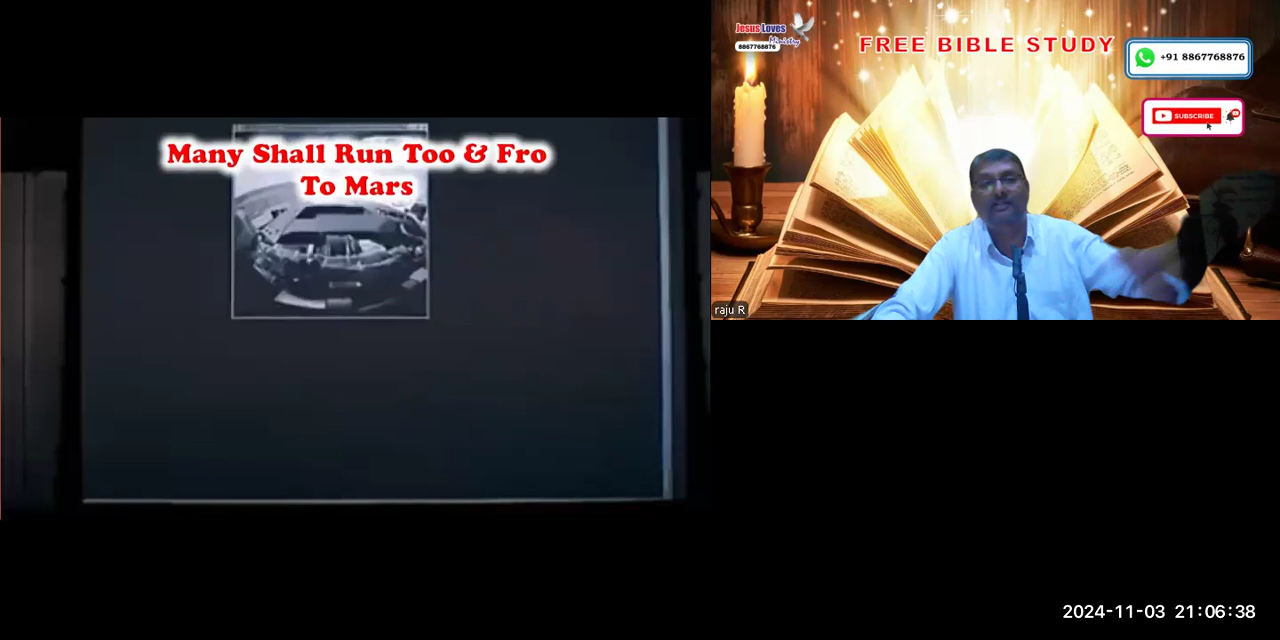 Many Shall Run Too & Fro
To Mars
Jesus Loves
Ministry
8867768876
FREE BIBLE STUDY
+91 8867768876
SUBSCRIBE
raju R
2024-11-03 21:06:38